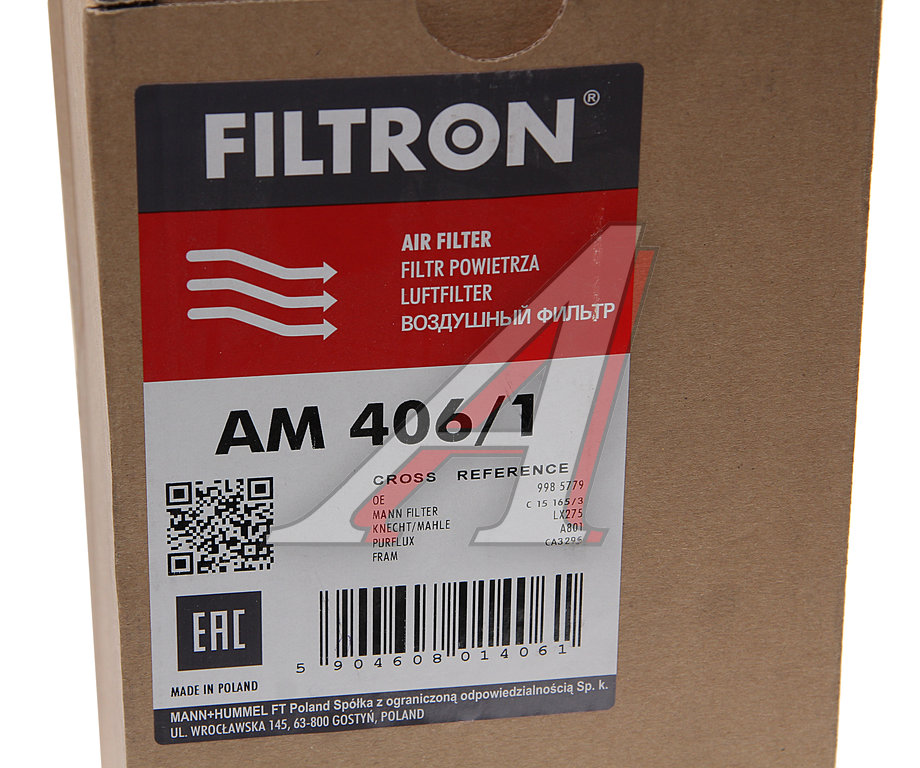 FILTRON®
AIR FILTER
FILTR POWIETRZA
LUFTFILTER
ВОЗДУШНЫЙ ФИЛЬТР
AM 406/1
CROSS REFERENCE
OE 998 5779
MANN FILTER C 15 165/3
KNECHT/MAHLE LX275
PURFLUX A801
FRAM CA3295
EAC
5 904608 014061
MADE IN POLAND
MANN+HUMMEL FT Poland Spółka z ograniczoną odpowiedzialnością Sp. k.
UL. WROCŁAWSKA 145, 63-800 GOSTYŃ, POLAND